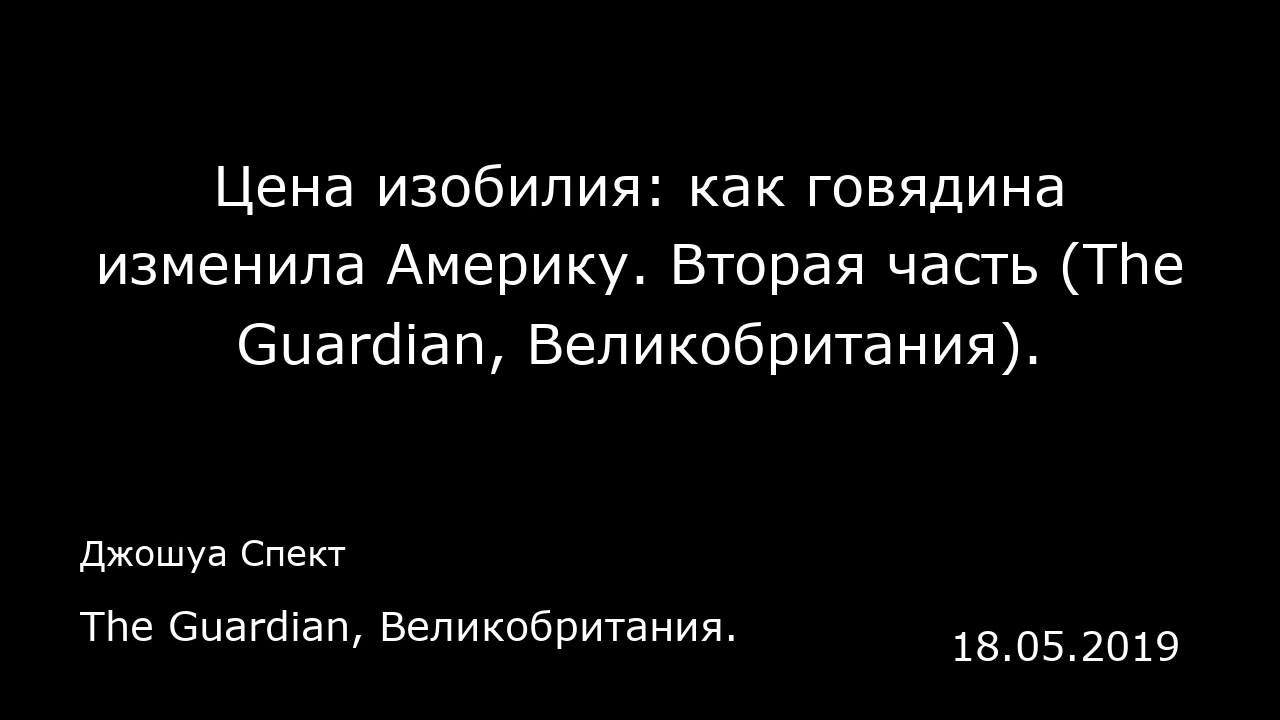 Цена изобилия: как говядина
изменила Америку. Вторая часть (The
Guardian, Великобритания).
Джошуа Спект
The Guardian, Великобритания.
18.05.2019